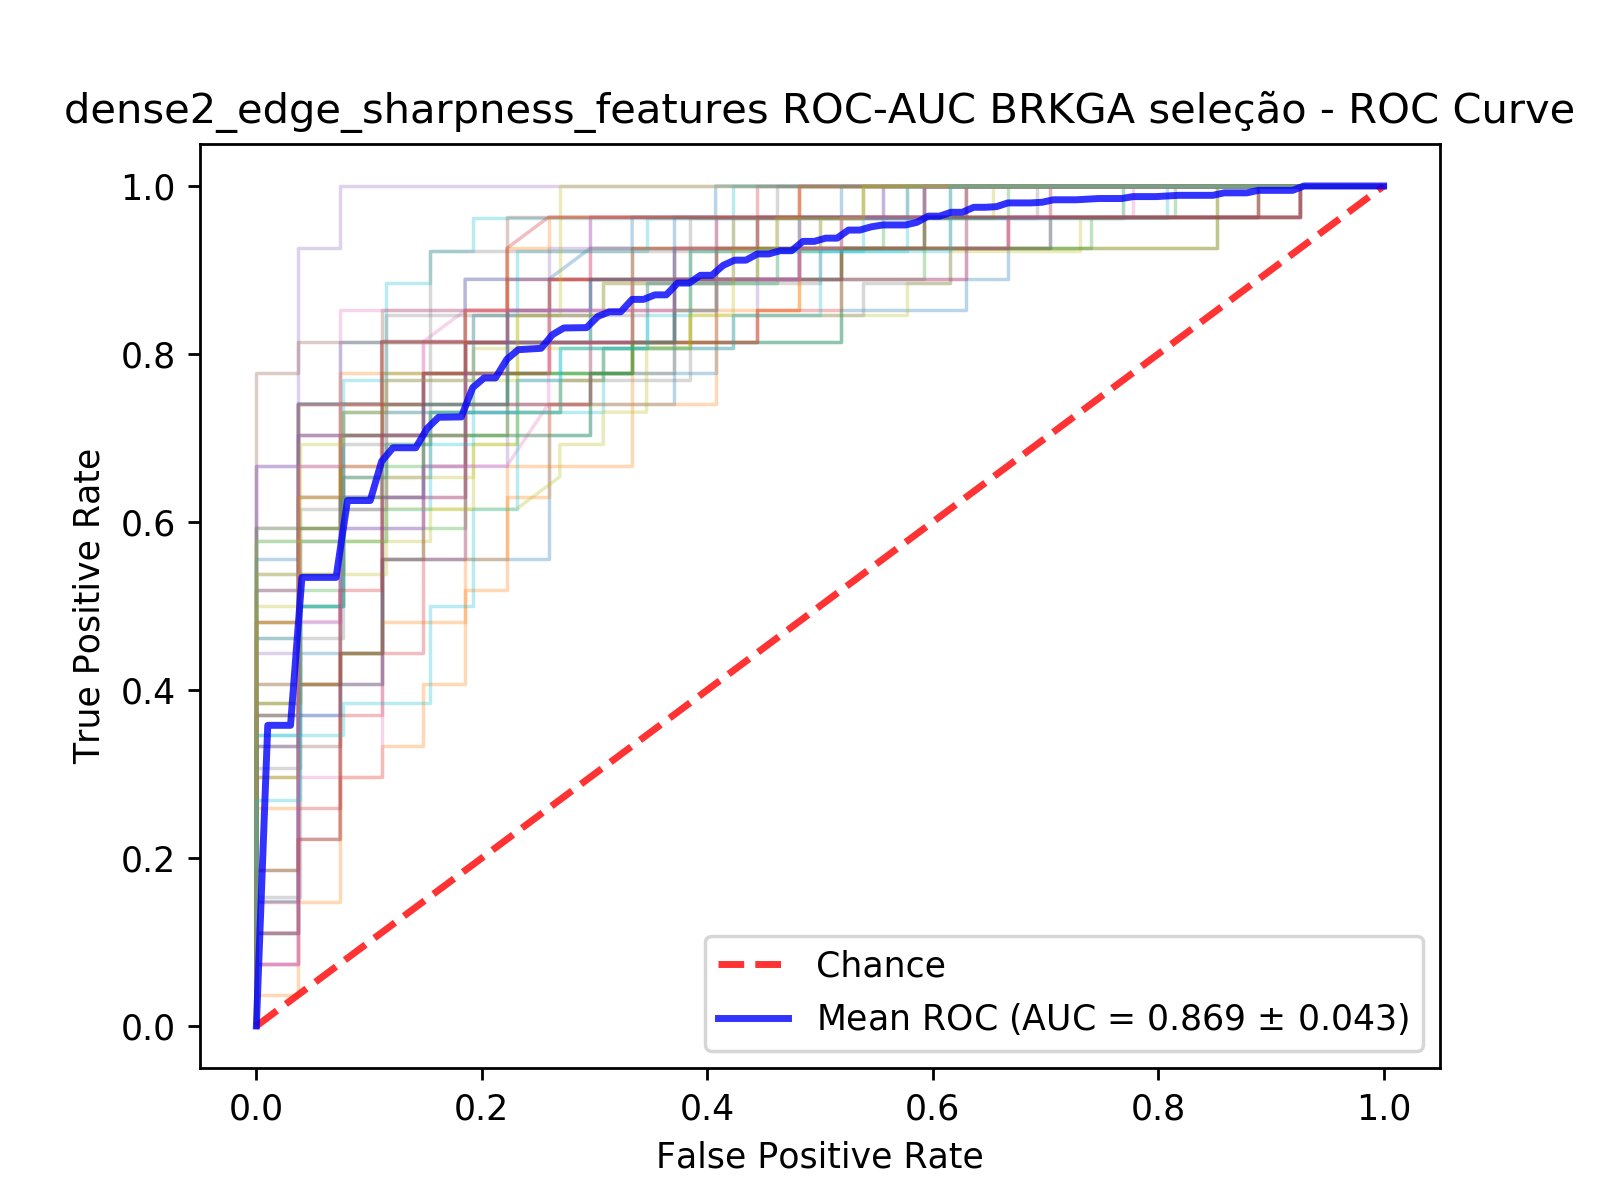 dense2_edge_sharpness_features ROC-AUC BRKGA seleção - ROC Curve
True Positive Rate
1.0
0.8
0.6
0.4
0.2
0.0
Chance
Mean ROC (AUC = 0.869 ± 0.043)
0.0 0.2 0.4 0.6 0.8 1.0
False Positive Rate